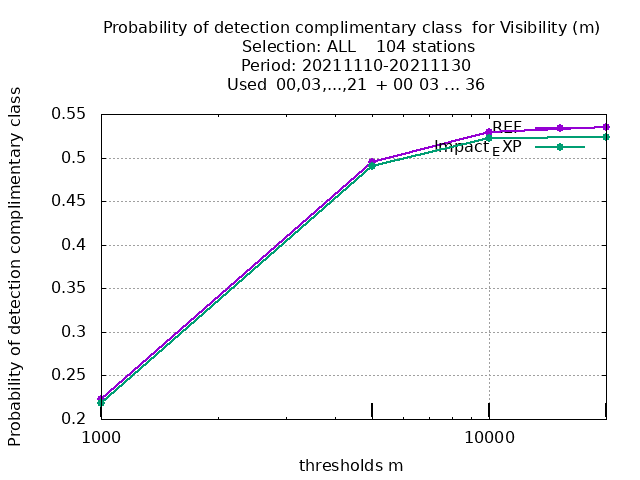 Probability of detection complimentary class for Visibility (m)
Selection: ALL 104 stations
Period: 20211110-20211130
Used 00,03,...,21 + 00 03 ... 36
Probability of detection complimentary class
0.55
0.5
0.45
0.4
0.35
0.3
0.25
0.2
REF
Impact_EXP
1000
10000
thresholds m